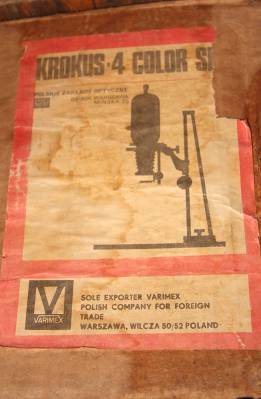 KROKUS·4 COLOR S
POLSKIE ZAKŁADY OPTYCZNE
WARSZAWA
V
VARIMEX
SOLE EXPORTER VARIMEX
POLISH COMPANY FOR FOREIGN
TRADE
WARSZAWA, WILCZA 50/52 POLAND